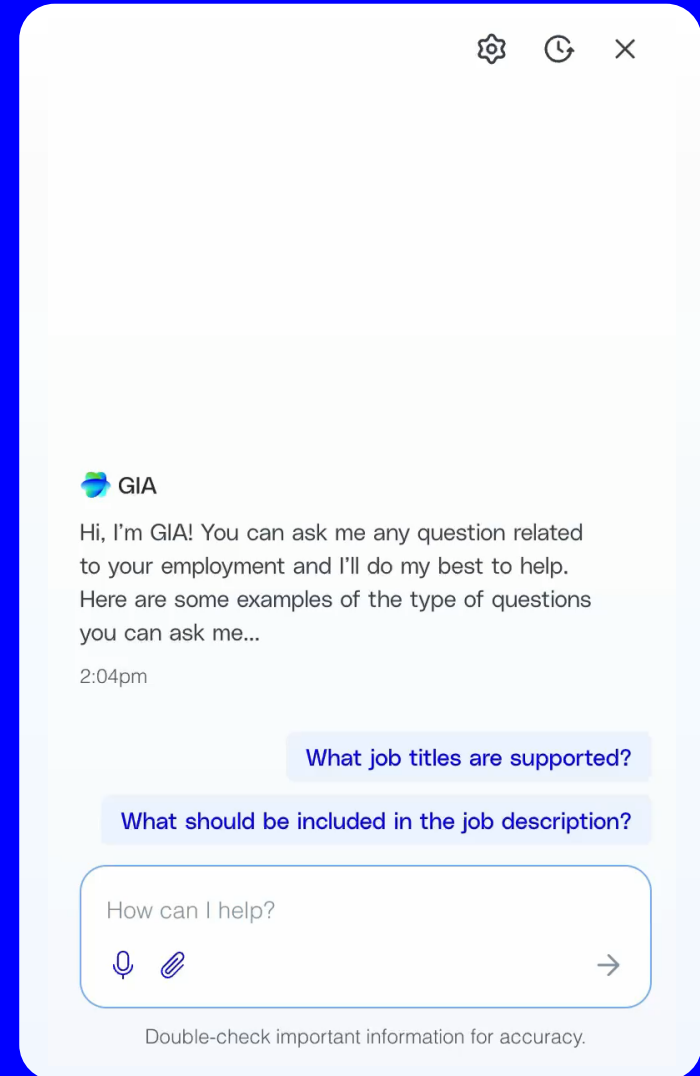 GIA
Hi, I’m GIA! You can ask me any question related
to your employment and I’ll do my best to help.
Here are some examples of the type of questions
you can ask me...
2:04pm
What job titles are supported?
What should be included in the job description?
How can I help?
Double-check important information for accuracy.